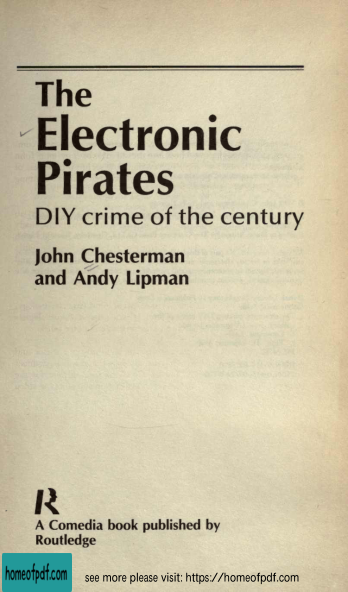 The
Electronic
Pirates
DIY crime of the century
John Chesterman
and Andy Lipman
R
A Comedia book published by
Routledge
homeofpdf.com
see more please visit: https://homeofpdf.com